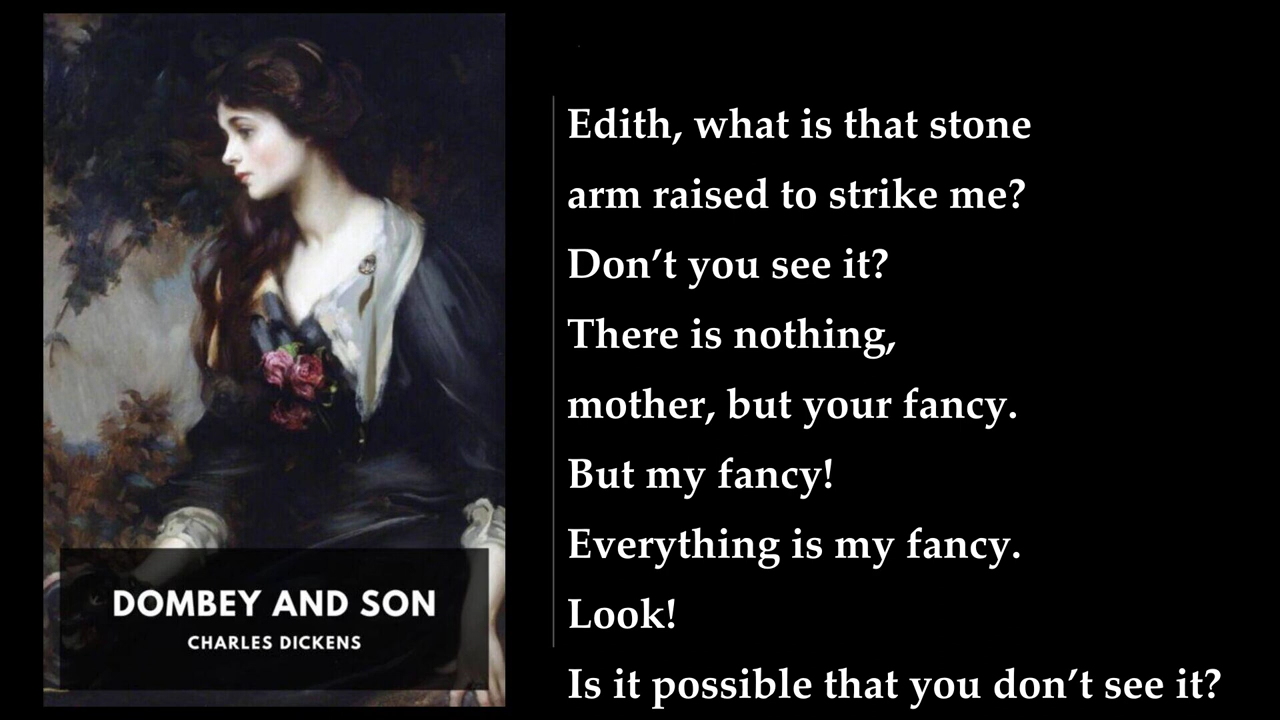 DOMBEY AND SON
CHARLES DICKENS
Edith, what is that stone
arm raised to strike me?
Don’t you see it?
There is nothing,
mother, but your fancy.
But my fancy!
Everything is my fancy.
Look!
Is it possible that you don’t see it?